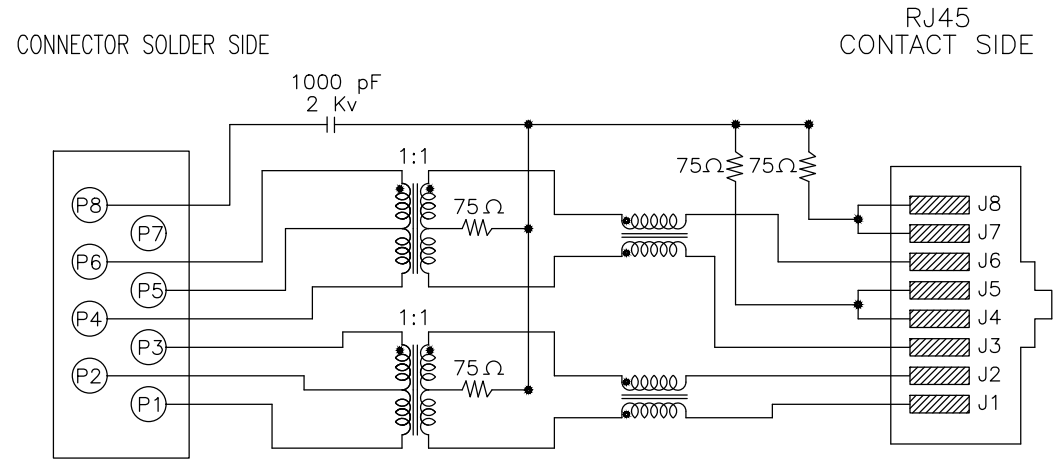 RJ45
CONTACT SIDE
CONNECTOR SOLDER SIDE
1000 pF
2 Kv
1:1
75Ω 75Ω
P8
75Ω
J8
P7
J7
P6
J6
P5
J5
P4
1:1
J4
P3
J3
P2
75Ω
J2
P1
J1